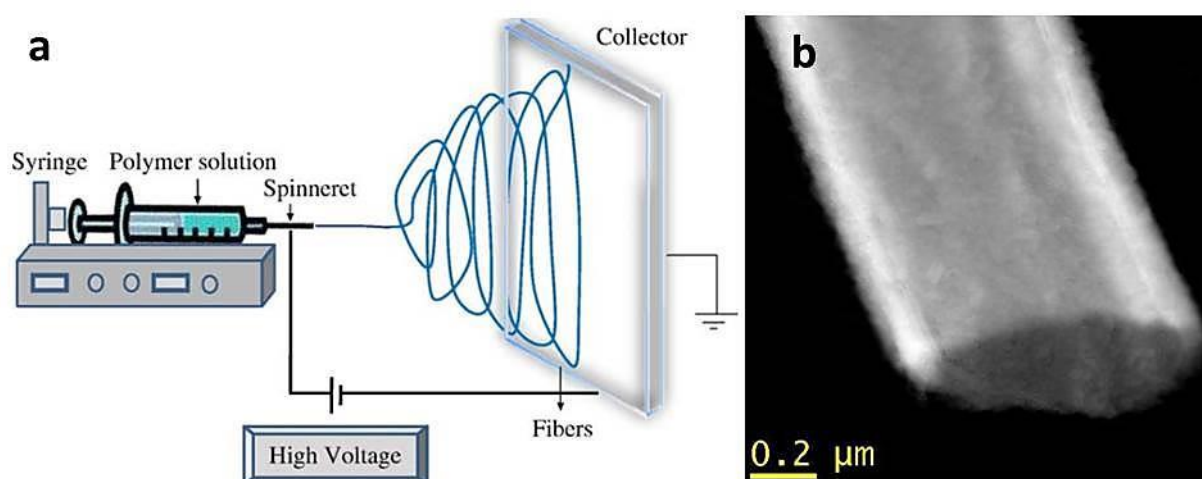 a
Collector
Syringe
Polymer solution
Spinneret
Fibers
High Voltage
b
0.2 µm